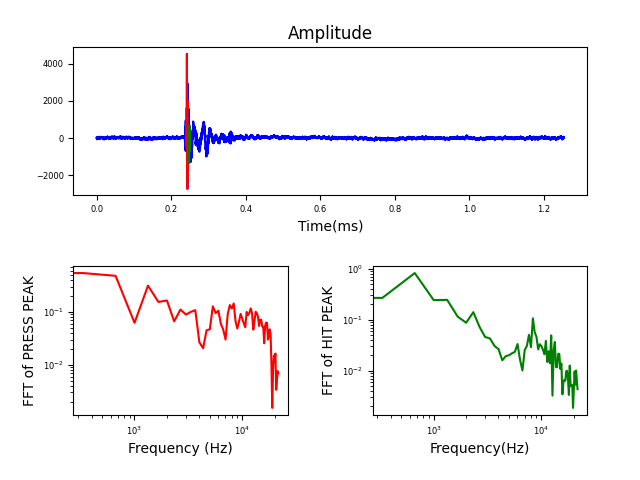 Amplitude
4000
2000
0
−2000
0.0 0.2 0.4 0.6 0.8 1.0 1.2
Time(ms)
FFT of PRESS PEAK
10⁻¹
10⁻²
10³ 10⁴
Frequency (Hz)
FFT of HIT PEAK
10⁰
10⁻¹
10⁻²
10³ 10⁴
Frequency(Hz)